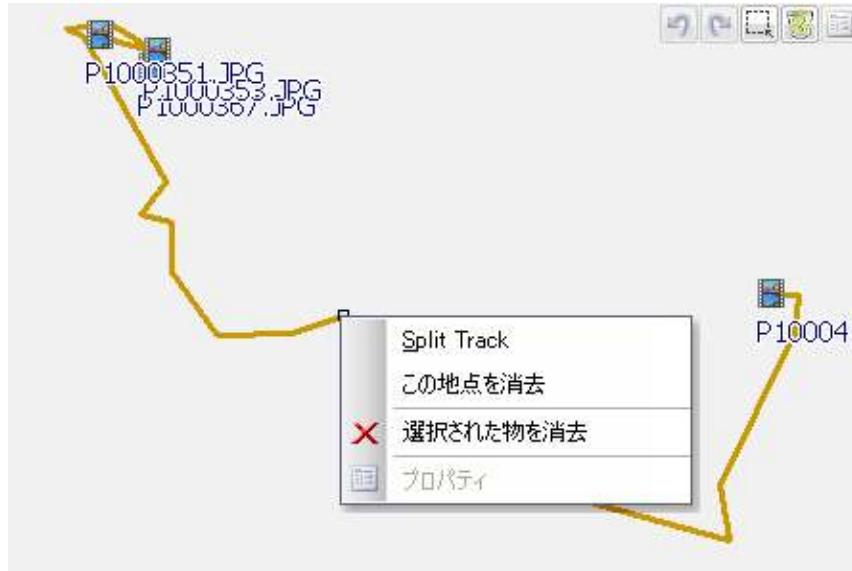 P1000351.JPG
P1000353.JPG
P1000367.JPG
P10004
Split Track
この地点を消去
選択された物を消去
プロパティ